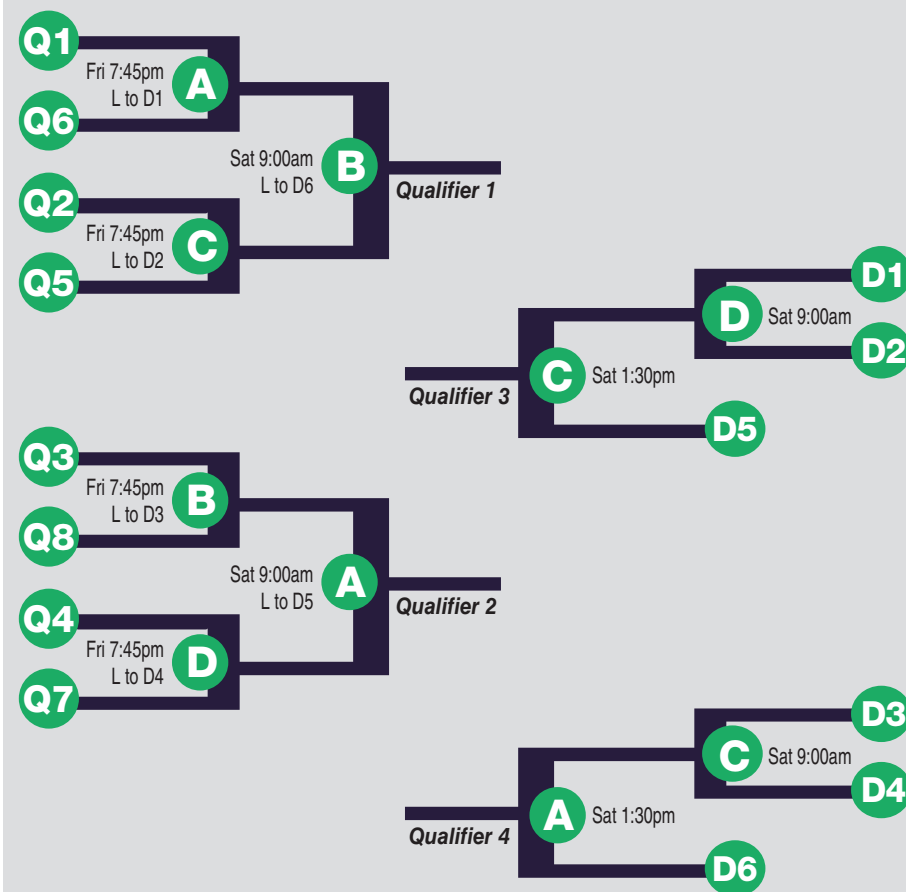 Q1
Fri 7:45pm
L to D1
A
Q6
Sat 9:00am
L to D6
B
Qualifier 1
Q2
Fri 7:45pm
L to D2
C
Q5
D1
D
Sat 9:00am
D2
C
Sat 1:30pm
Qualifier 3
D5
Q3
Fri 7:45pm
L to D3
B
Q8
Sat 9:00am
L to D5
A
Qualifier 2
Q4
Fri 7:45pm
L to D4
D
Q7
D3
C
Sat 9:00am
D4
A
Sat 1:30pm
Qualifier 4
D6